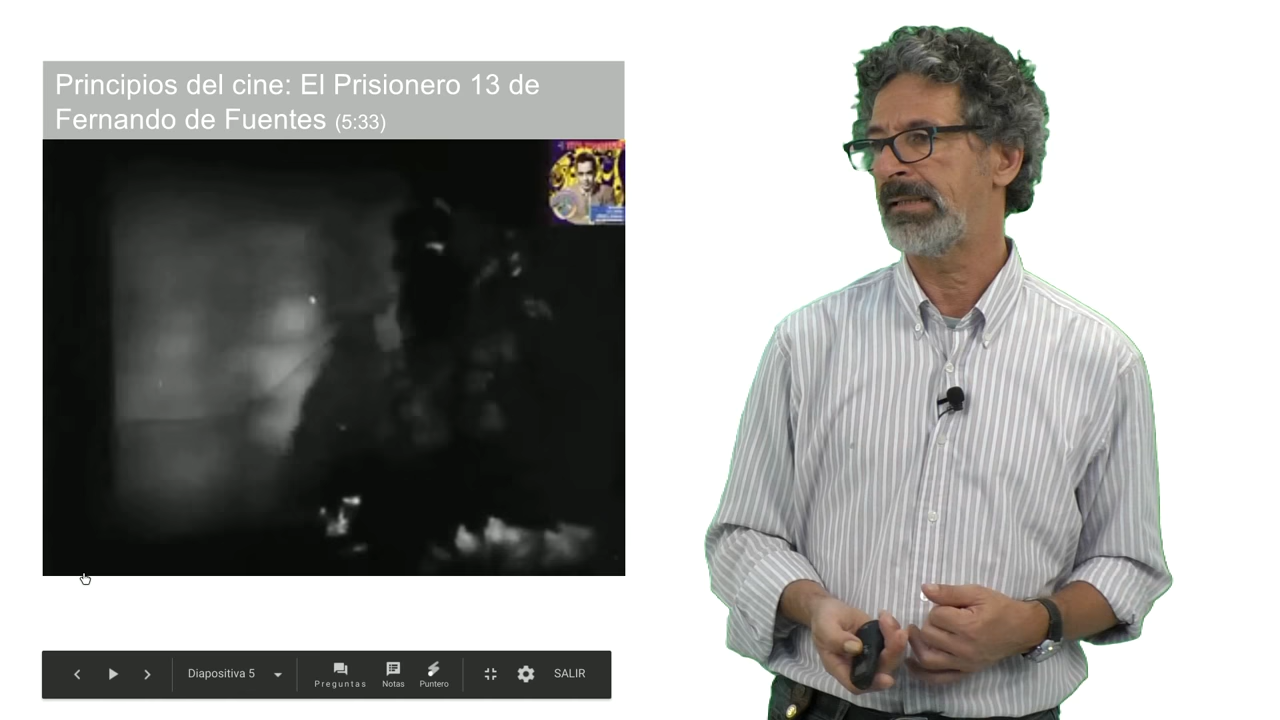 Principios del cine: El Prisionero 13 de
Fernando de Fuentes (5:33)
Diapositiva 5
Preguntas
Notas
Puntero
SALIR